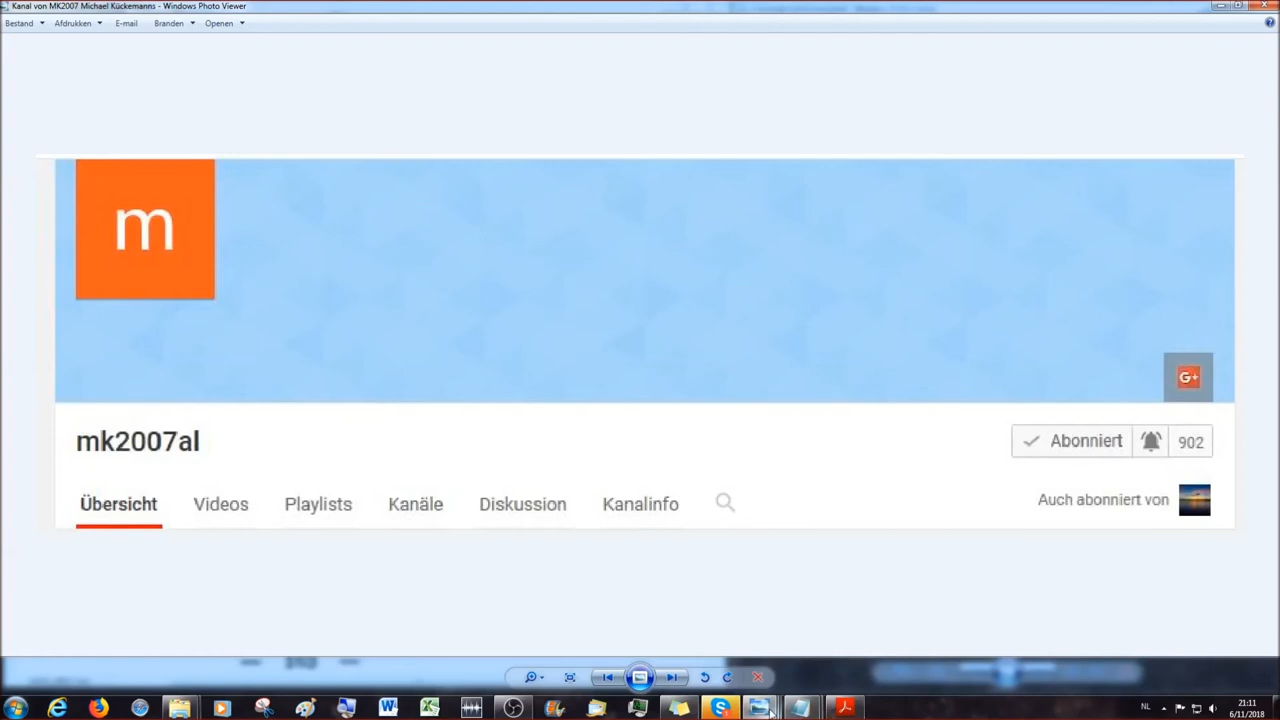 Kanal von MK2007 Michael Kückemanns - Windows Photo Viewer
Bestand Afdrukken E-mail Branden Openen
m
G+
mk2007al
Abonniert 902
Übersicht Videos Playlists Kanäle Diskussion Kanalinfo
Auch abonniert von
NL
21:11
6/11/2018